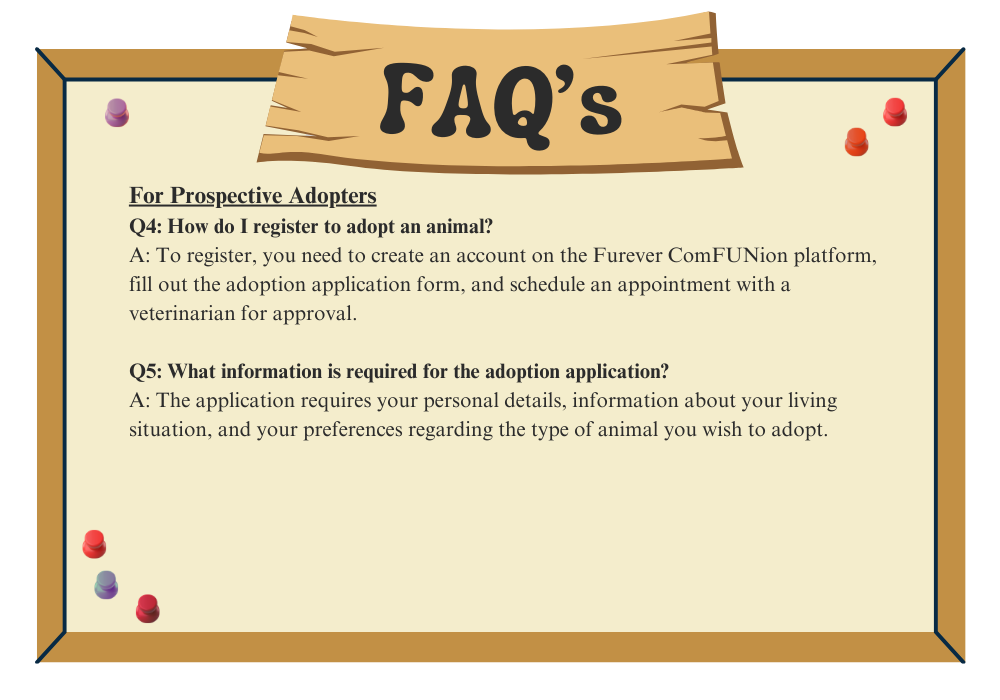 FAQ's
For Prospective Adopters
Q4: How do I register to adopt an animal?
A: To register, you need to create an account on the Furever ComFUNion platform,
fill out the adoption application form, and schedule an appointment with a
veterinarian for approval.
Q5: What information is required for the adoption application?
A: The application requires your personal details, information about your living
situation, and your preferences regarding the type of animal you wish to adopt.